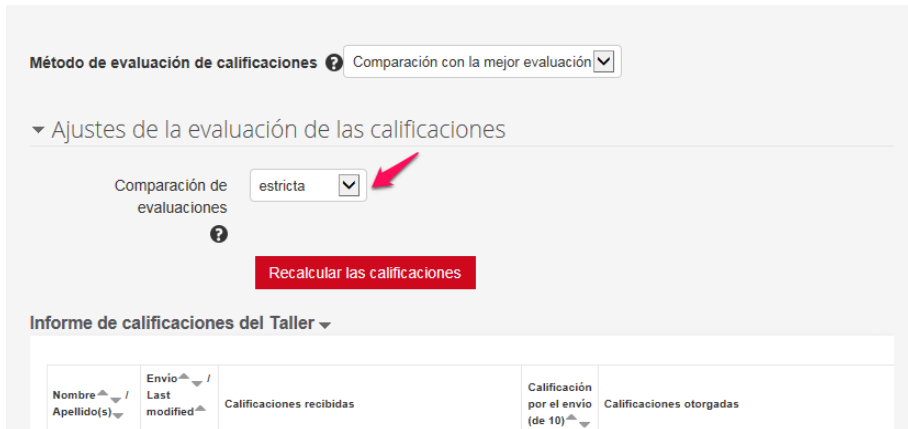 Método de evaluación de calificaciones ? Comparación con la mejor evaluación
Ajustes de la evaluación de las calificaciones
Comparación de evaluaciones
estricta
?
Recalcular las calificaciones
Informe de calificaciones del Taller
Nombre / Apellido(s)
Envío / Last modified
Calificaciones recibidas
Calificación por el envío (de 10)
Calificaciones otorgadas